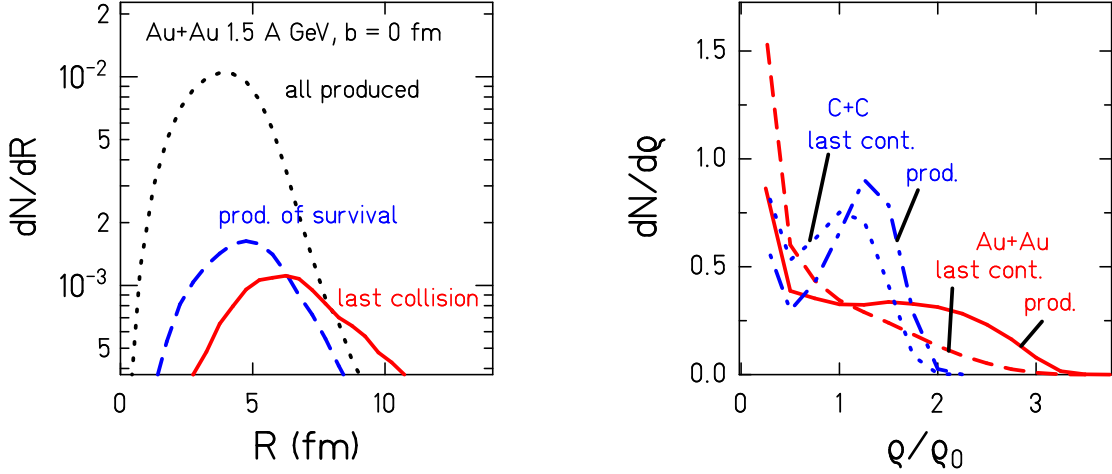 Au+Au 1.5 A GeV, b = 0 fm
all produced
prod. of survival
last collision
dN/dR
2
10⁻²
5
2
10⁻³
5
0 5 10
R (fm)
C+C
last cont.
prod.
Au+Au
last cont.
prod.
dN/dϱ
1.5
1.0
0.5
0.0
0 1 2 3
ϱ/ϱ₀